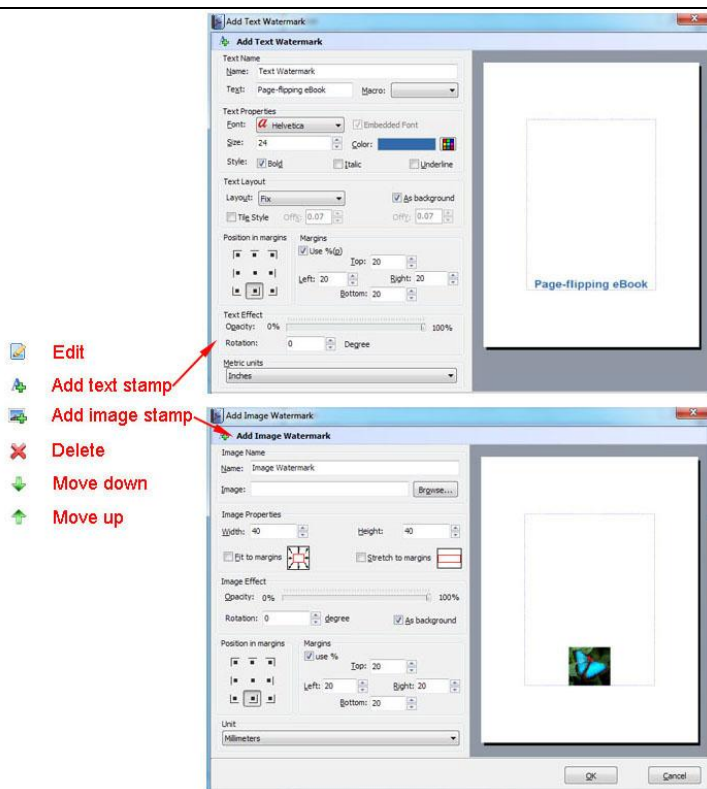 Add Text Watermark
Add Text Watermark
Text Name
Name: Text Watermark
Text: Page-flipping eBook Macro:
Text Properties
Font: a Helvetica Embedded Font
Size: 24 Color:
Style: Bold Italic Underline
Text Layout
Layout: Fix As background
Tile Style 0.07 0.07
Position in margins Margins
Use %(p)
Top: 20
Left: 20 Right: 20
Bottom: 20
Page-flipping eBook
Text Effect
Opacity: 0% 100%
Rotation: 0 Degree
Metric units
Inches
Edit
Add text stamp
Add image stamp
Delete
Move down
Move up
Add Image Watermark
Add Image Watermark
Image Name
Name: Image Watermark
Image: Browse...
Image Properties
Width: 40 Height: 40
Fit to margins Stretch to margins
Image Effect
Opacity: 0% 100%
Rotation: 0 degree As background
Position in margins Margins
use %
Top: 20
Left: 20 Right: 20
Bottom: 20
Unit
Millimeters
OK Cancel